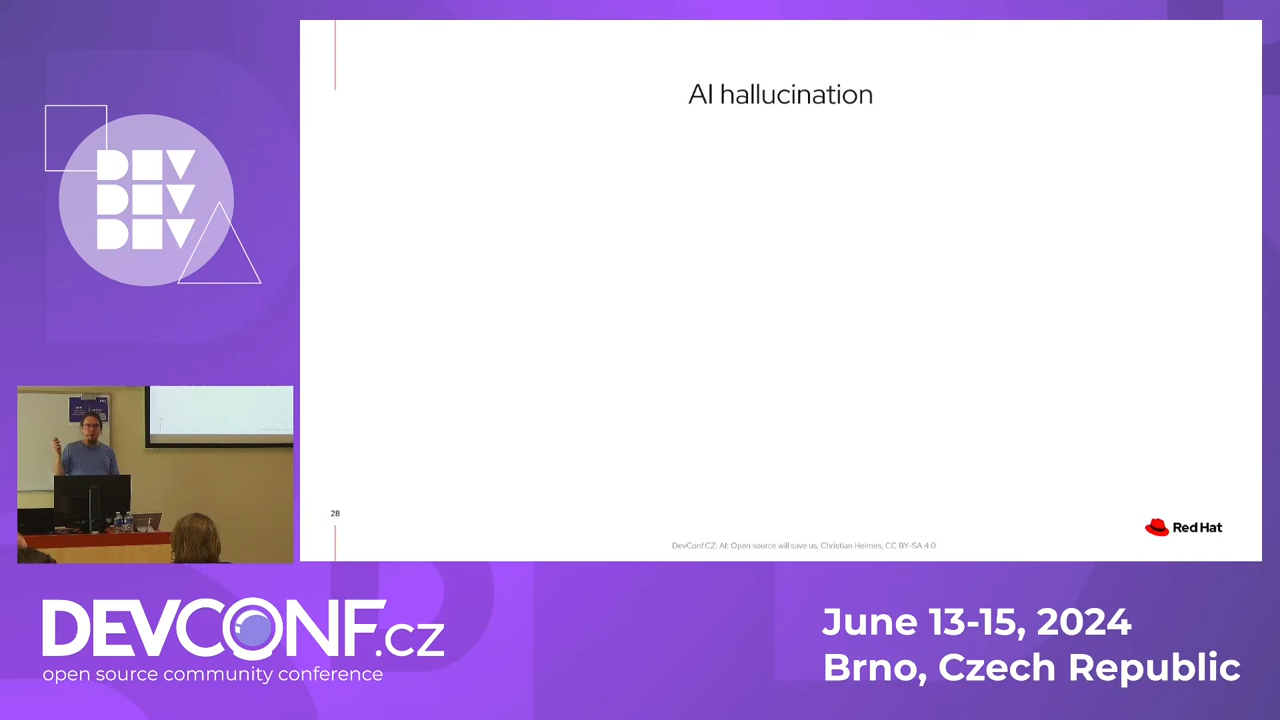 DEV
DEV
DEV
AI hallucination
28
Red Hat
DevConf.CZ: AI: Open source will save us, Christian Heimes, CC BY-SA 4.0
DEVCONF.cz
open source community conference
June 13-15, 2024
Brno, Czech Republic